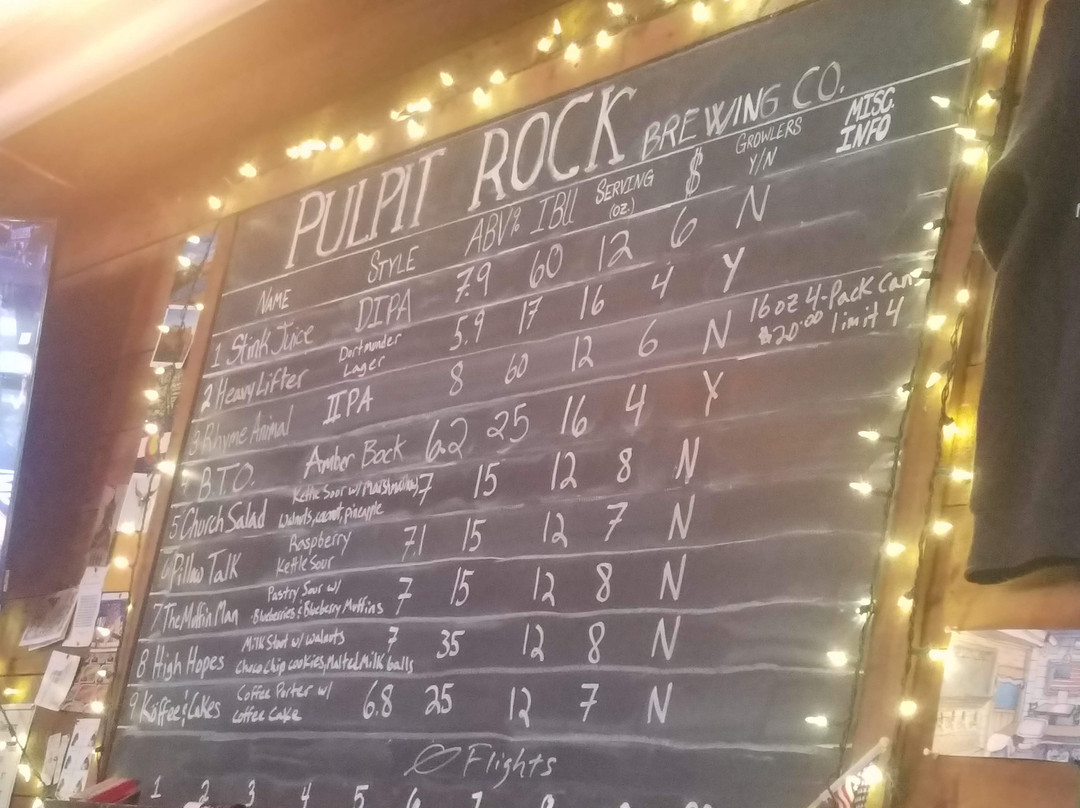 PULPIT ROCK BREWING CO.
NAME STYLE ABV% IBU SERVING (OZ.) $ GROWLERS Y/N MISC. INFO
1 Stink Juice DIPA 7.9 60 12 6 N
2 Heavy Lifter Dortmunder Lager 5.9 17 16 4 Y
3 Rhyme Animal IIPA 8 60 12 6 N 16 oz 4-Pack Cans $20.00 limit 4
B.T.O. Amber Bock 6.2 25 16 4 Y
5 Church Salad Kettle Sour w/ Marshmallow, Walnuts, coconut, pineapple 7 15 12 8 N
6 Pillow Talk Raspberry Kettle Sour 7.1 15 12 7 N
7 The Muffin Man Pastry Sour w/ Blueberries & Blueberry Muffins 7 15 12 8 N
8 High Hopes Milk Stout w/ walnuts Choco chip cookies, Malted Milk balls 7 35 12 8 N
9 Koffee & Cakes Coffee Porter w/ Coffee Cake 6.8 25 12 7 N
Flights
1 2 3 4 5 6 7